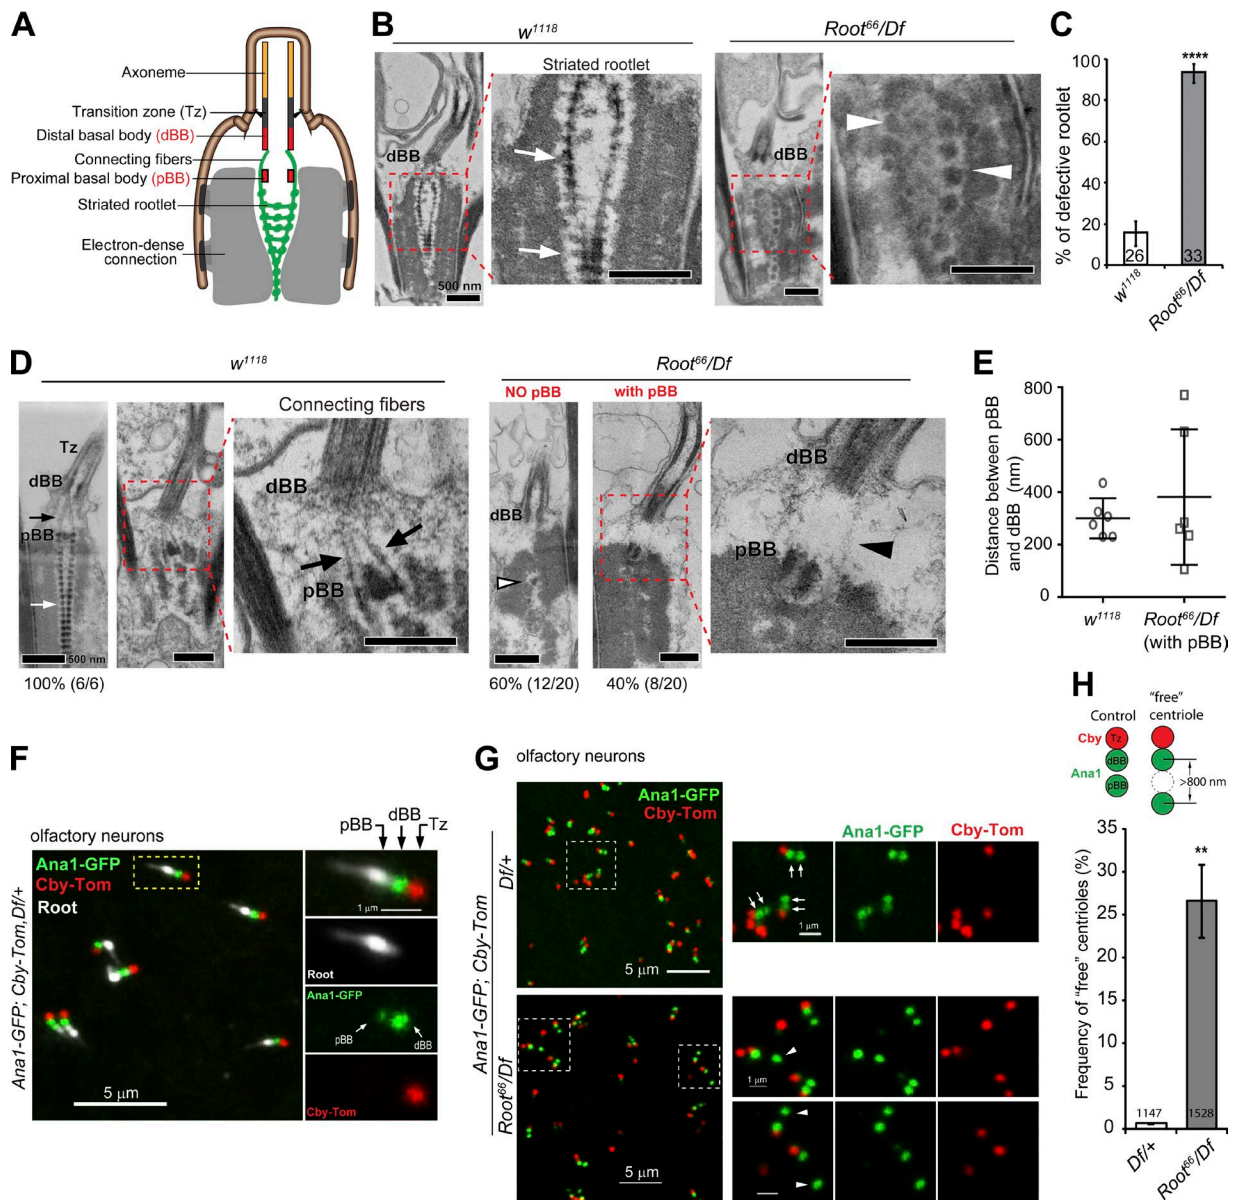 A
Axoneme
Transition zone (Tz)
Distal basal body (dBB)
Connecting fibers
Proximal basal body (pBB)
Striated rootlet
Electron-dense
connection
B
w1118
Root66/Df
Striated rootlet
dBB
500 nm
dBB
C
% of defective rootlet
100
80
60
40
20
0
****
26
33
w1118
Root66/Df
D
w1118
Root66/Df
NO pBB
with pBB
Connecting fibers
Tz
dBB
pBB
500 nm
dBB
pBB
dBB
dBB
pBB
100% (6/6)
60% (12/20)
40% (8/20)
E
Distance between pBB
and dBB (nm)
800
600
400
200
0
w1118
Root66/Df
(with pBB)
F
olfactory neurons
pBB
dBB
Tz
Ana1-GFP; Cby-Tom,Df/+
Ana1-GFP
Cby-Tom
Root
5 μm
1 μm
Root
Ana1-GFP
pBB
dBB
Cby-Tom
G
olfactory neurons
Ana1-GFP; Cby-Tom
Df/+
Root66/Df
Ana1-GFP
Cby-Tom
5 μm
Ana1-GFP
Cby-Tom
1 μm
5 μm
1 μm
H
Control
"free"
centriole
Cby
Tz
dBB
Ana1
pBB
>800 nm
Frequency of "free" centrioles (%)
35
30
25
20
15
10
5
0
**
1147
1528
Df/+
Root66/Df